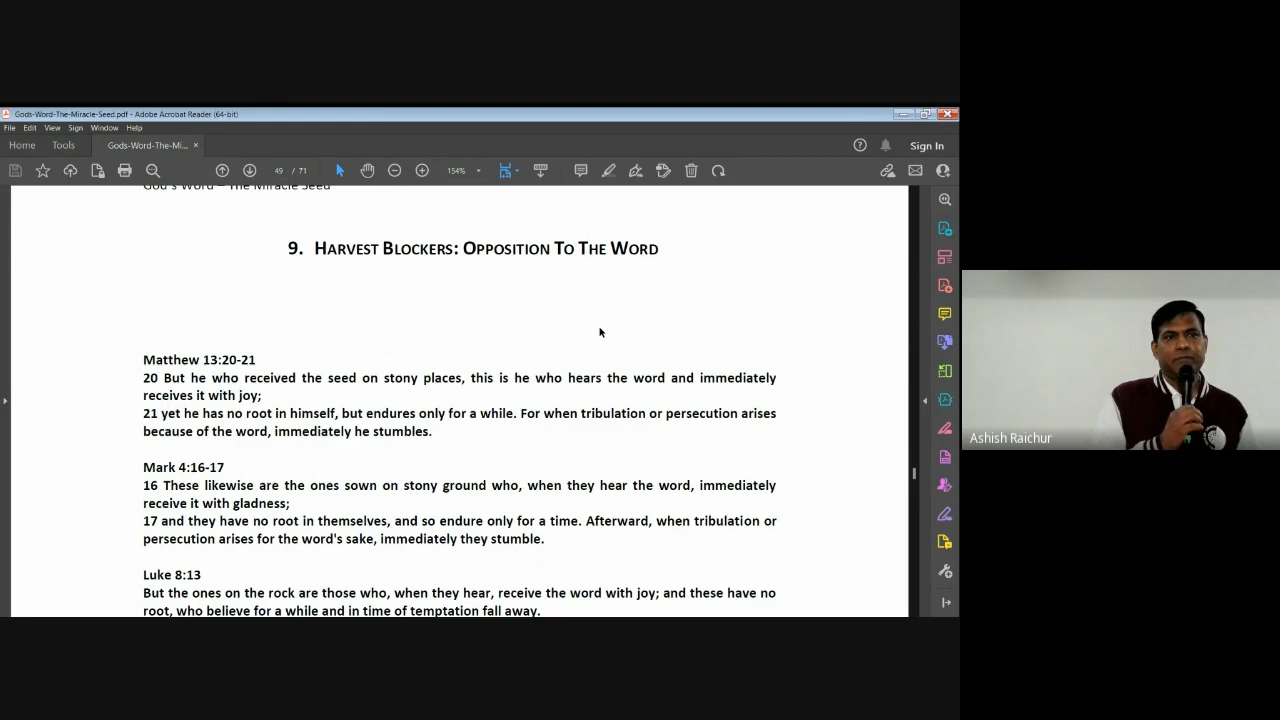 Gods-Word-The-Miracle-Seed.pdf - Adobe Acrobat Reader (64-bit)
File Edit View Sign Window Help
Home Tools Gods-Word-The-Mi... × Sign In
49 / 71 154%
God's Word – The Miracle Seed
9. HARVEST BLOCKERS: OPPOSITION TO THE WORD
Matthew 13:20-21
20 But he who received the seed on stony places, this is he who hears the word and immediately
receives it with joy;
21 yet he has no root in himself, but endures only for a while. For when tribulation or persecution arises
because of the word, immediately he stumbles.
Mark 4:16-17
16 These likewise are the ones sown on stony ground who, when they hear the word, immediately
receive it with gladness;
17 and they have no root in themselves, and so endure only for a time. Afterward, when tribulation or
persecution arises for the word's sake, immediately they stumble.
Luke 8:13
But the ones on the rock are those who, when they hear, receive the word with joy; and these have no
root, who believe for a while and in time of temptation fall away.
Ashish Raichur